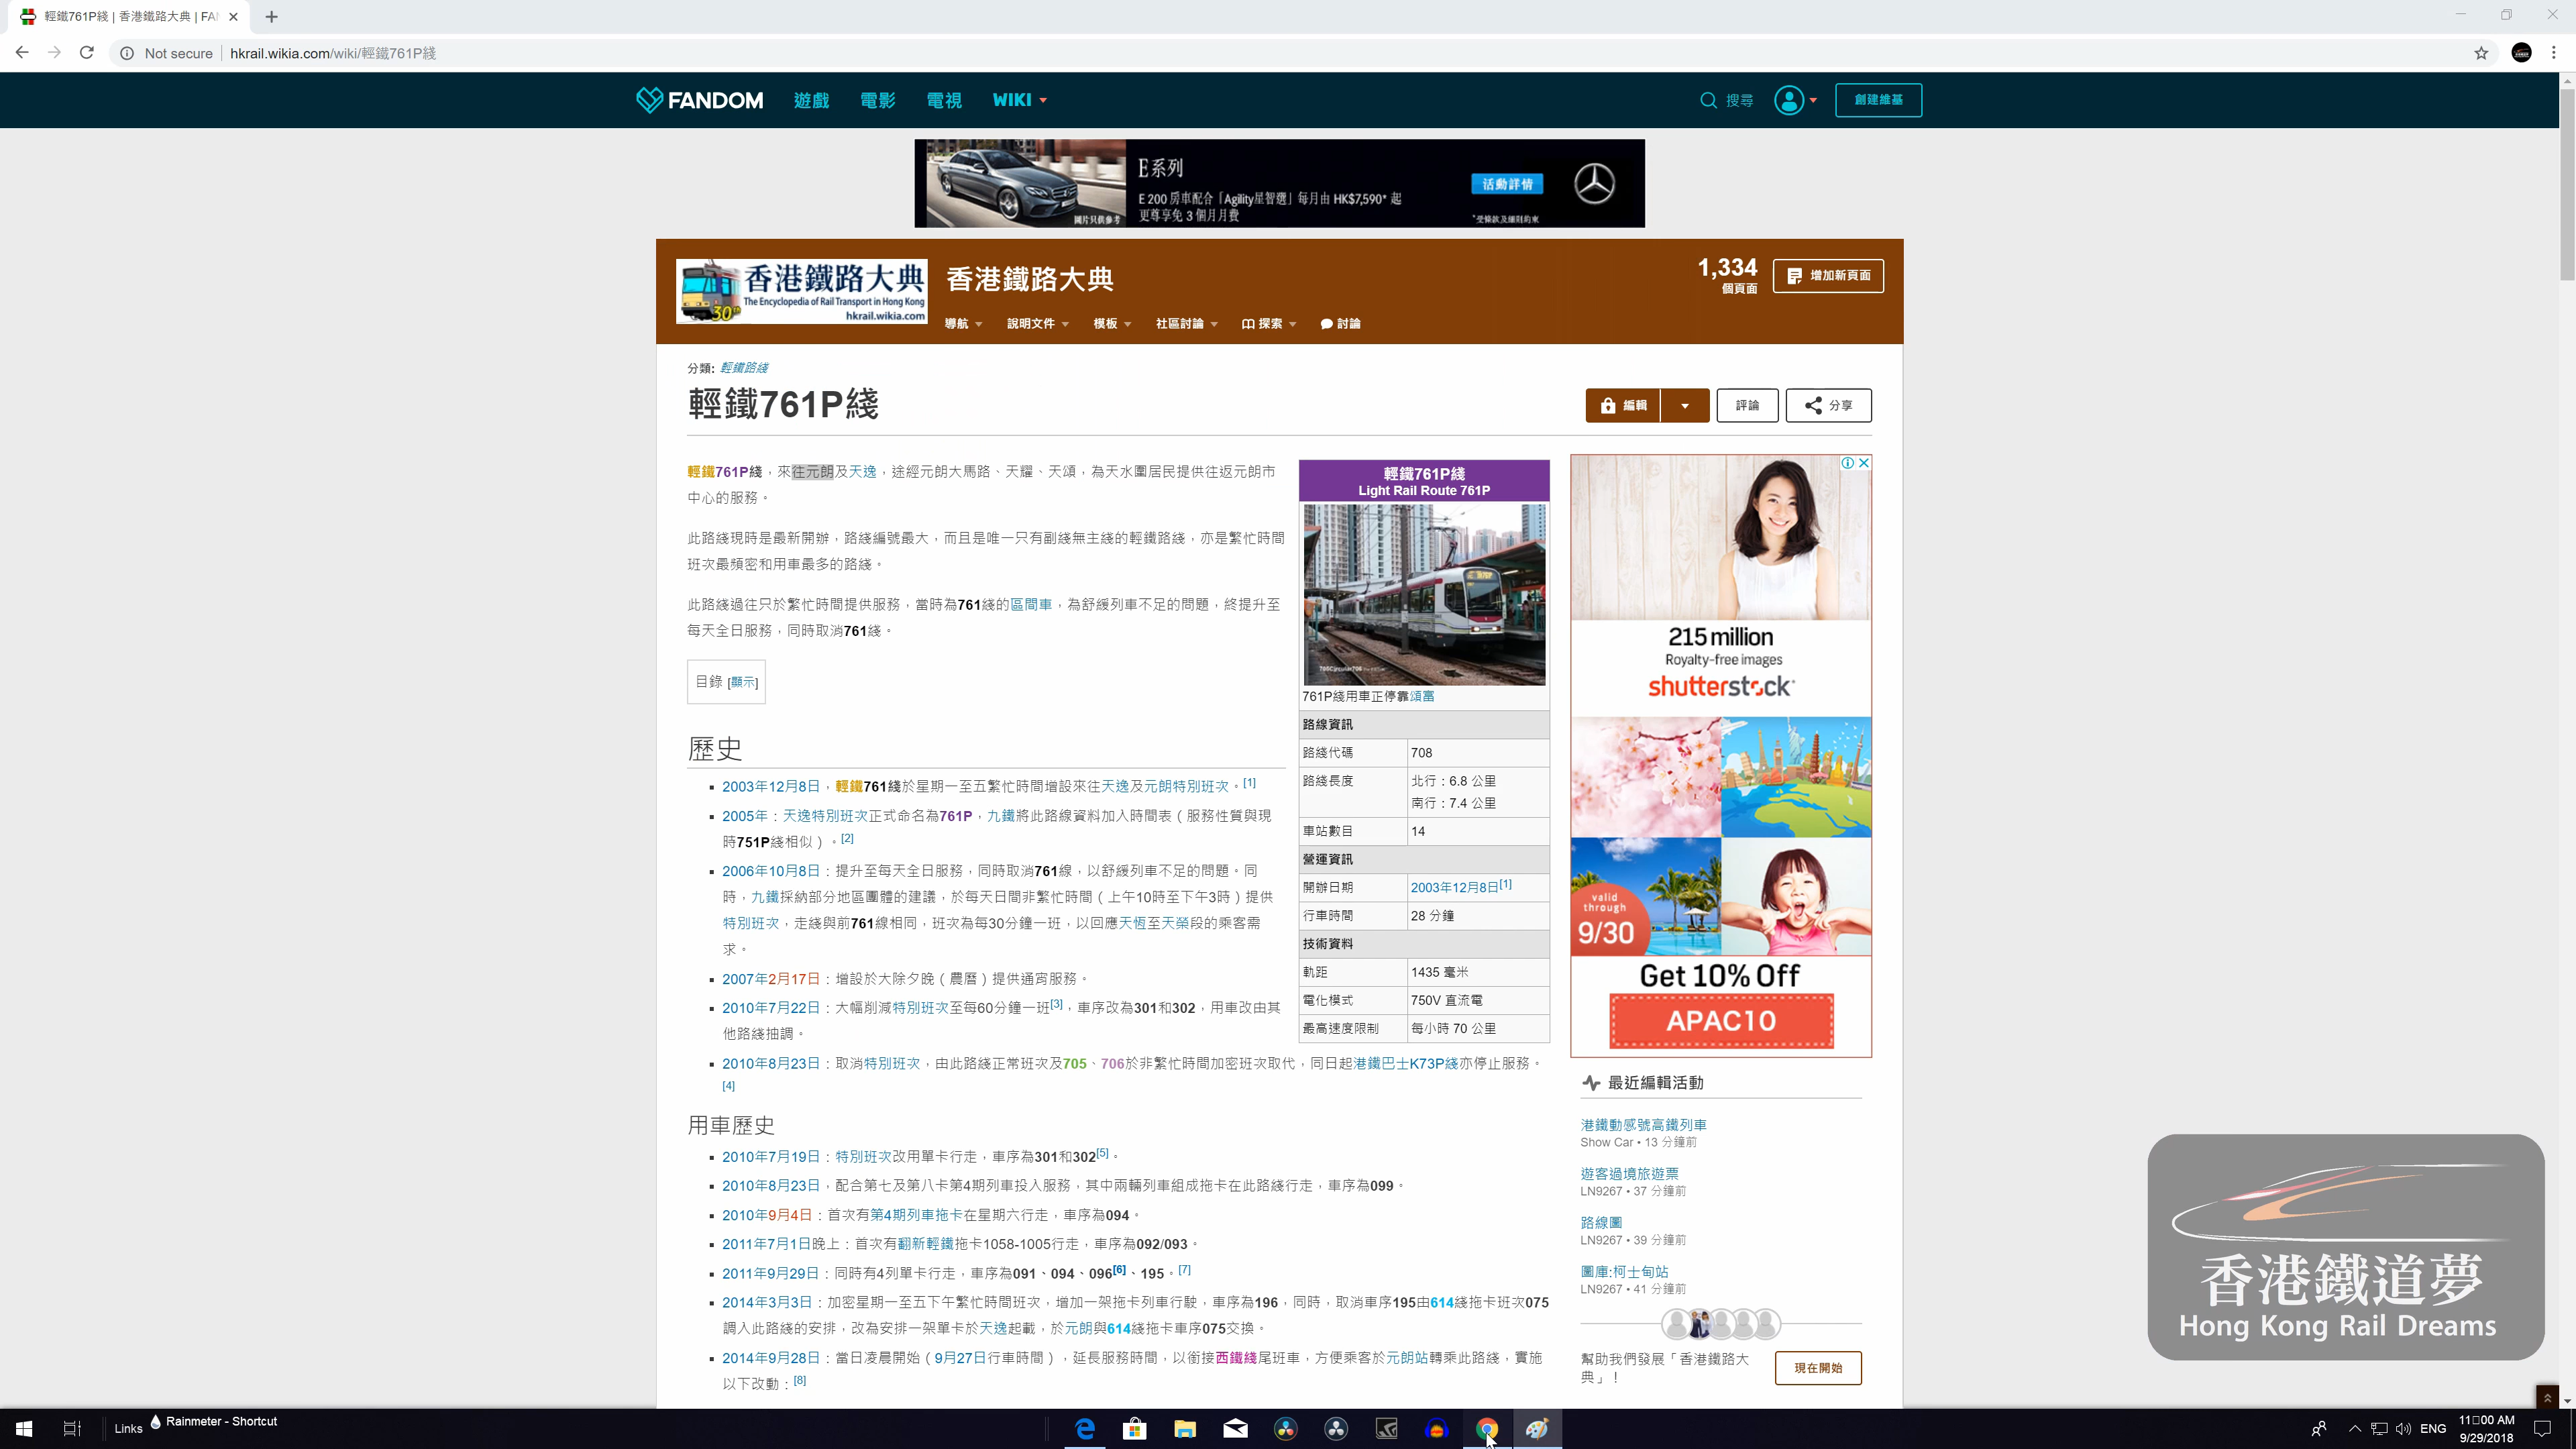 輕鐵761P綫 | 香港鐵路大典 | FAN
Not secure
hkrail.wikia.com/wiki/輕鐵761P綫
FANDOM
遊戲
電影
電視
WIKI
搜尋
創建維基
E系列
E 200 房車配合「Agility星智選」每月由 HK$7,590* 起
更尊享免 3 個月月費
圖片只供參考
活動詳情
*受條款及細則約束
香港鐵路大典
The Encyclopedia of Rail Transport in Hong Kong
hkrail.wikia.com
30th
香港鐵路大典
1,334
個頁面
增加新頁面
導航
說明文件
模板
社區討論
探索
討論
分類: 輕鐵路綫
輕鐵761P綫
編輯
評論
分享
輕鐵761P綫，來往元朗及天逸，途經元朗大馬路、天耀、天頌，為天水圍居民提供往返元朗市
中心的服務。
此路綫現時是最新開辦，路綫編號最大，而且是唯一只有副綫無主綫的輕鐵路綫，亦是繁忙時間
班次最頻密和用車最多的路綫。
此路綫過往只於繁忙時間提供服務，當時為761綫的區間車，為舒緩列車不足的問題，終提升至
每天全日服務，同時取消761綫。
目錄 [顯示]
歷史
2003年12月8日，輕鐵761綫於星期一至五繁忙時間增設來往天逸及元朗特別班次。[1]
2005年：天逸特別班次正式命名為761P，九鐵將此路線資料加入時間表（服務性質與現
時751P綫相似）。[2]
2006年10月8日：提升至每天全日服務，同時取消761線，以舒緩列車不足的問題。同
時，九鐵採納部分地區團體的建議，於每天日間非繁忙時間（上午10時至下午3時）提供
特別班次，走綫與前761線相同，班次為每30分鐘一班，以回應天恆至天榮段的乘客需
求。
2007年2月17日：增設於大除夕晚（農曆）提供通宵服務。
2010年7月22日：大幅削減特別班次至每60分鐘一班[3]，車序改為301和302，用車改由其
他路綫抽調。
2010年8月23日：取消特別班次，由此路綫正常班次及705、706於非繁忙時間加密班次取代，同日起港鐵巴士K73P綫亦停止服務。
[4]
用車歷史
2010年7月19日：特別班次改用單卡行走，車序為301和302[5]。
2010年8月23日，配合第七及第八卡第4期列車投入服務，其中兩輛列車組成拖卡在此路綫行走，車序為099。
2010年9月4日：首次有第4期列車拖卡在星期六行走，車序為094。
2011年7月1日晚上：首次有翻新輕鐵拖卡1058-1005行走，車序為092/093。
2011年9月29日：同時有4列單卡行走，車序為091、094、096[6]、195。[7]
2014年3月3日：加密星期一至五下午繁忙時間班次，增加一架拖卡列車行駛，車序為196，同時，取消車序195由614綫拖卡班次075
調入此路綫的安排，改為安排一架單卡於天逸起載，於元朗與614綫拖卡車序075交換。
2014年9月28日：當日凌晨開始（9月27日行車時間），延長服務時間，以銜接西鐵綫尾班車，方便乘客於元朗站轉乘此路綫，實施
以下改動：[8]
輕鐵761P綫
Light Rail Route 761P
761P綫用車正停靠頌富
路線資訊
路綫代碼 708
路綫長度 北行：6.8 公里
南行：7.4 公里
車站數目 14
營運資訊
開辦日期 2003年12月8日[1]
行車時間 28 分鐘
技術資料
軌距 1435 毫米
電化模式 750V 直流電
最高速度限制 每小時 70 公里
215 million
Royalty-free images
shutterstock
valid
through
9/30
Get 10% Off
APAC10
最近編輯活動
港鐵動感號高鐵列車
Show Car • 13 分鐘前
遊客過境旅遊票
LN9267 • 37 分鐘前
路線圖
LN9267 • 39 分鐘前
圖庫:柯士甸站
LN9267 • 41 分鐘前
幫助我們發展「香港鐵路大
典」！
現在開始
香港鐵道夢
Hong Kong Rail Dreams
Links
Rainmeter - Shortcut
ENG
11□00 AM
9/29/2018